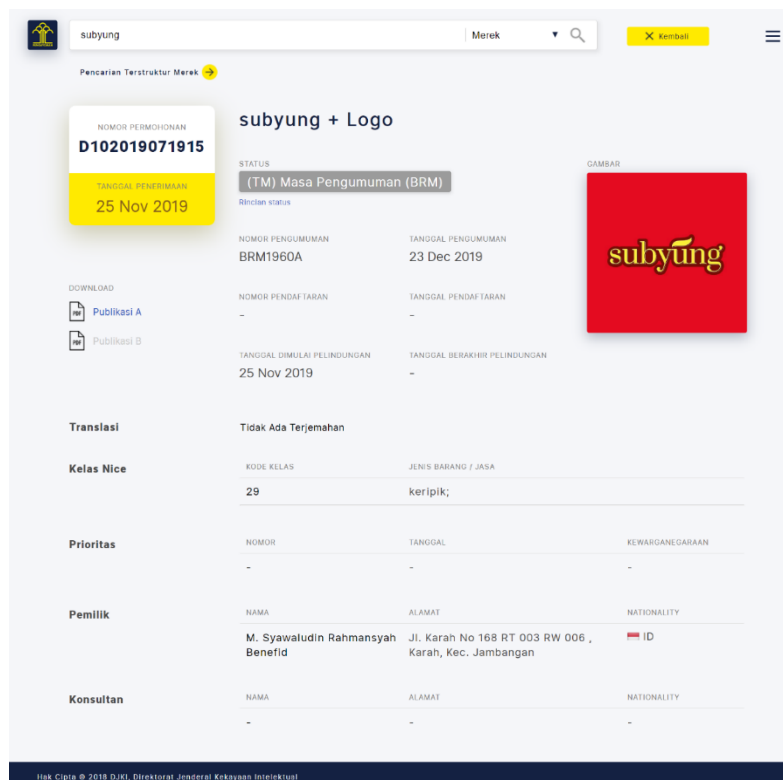 subyung
Merek
Kembali
Pencarian Terstruktur Merek
NOMOR PERMOHONAN
D102019071915
TANGGAL PENERIMAAN
25 Nov 2019
subyung + Logo
STATUS
(TM) Masa Pengumuman (BRM)
Rincian status
GAMBAR
subyung
NOMOR PENGUMUMAN
TANGGAL PENGUMUMAN
BRM1960A
23 Dec 2019
DOWNLOAD
PDF Publikasi A
PDF Publikasi B
NOMOR PENDAFTARAN
TANGGAL PENDAFTARAN
-
-
TANGGAL DIMULAI PELINDUNGAN
TANGGAL BERAKHIR PELINDUNGAN
25 Nov 2019
-
Translasi
Tidak Ada Terjemahan
Kelas Nice
KODE KELAS
JENIS BARANG / JASA
29
keripik;
Prioritas
NOMOR
TANGGAL
KEWARGANEGARAAN
-
-
-
Pemilik
NAMA
ALAMAT
NATIONALITY
M. Syawaludin Rahmansyah
Benefid
Jl. Karah No 168 RT 003 RW 006 ,
Karah, Kec. Jambangan
ID
Konsultan
NAMA
ALAMAT
NATIONALITY
-
-
-
Hak Cipta @ 2018 DJKI, Direktorat Jenderal Kekayaan Intelektual